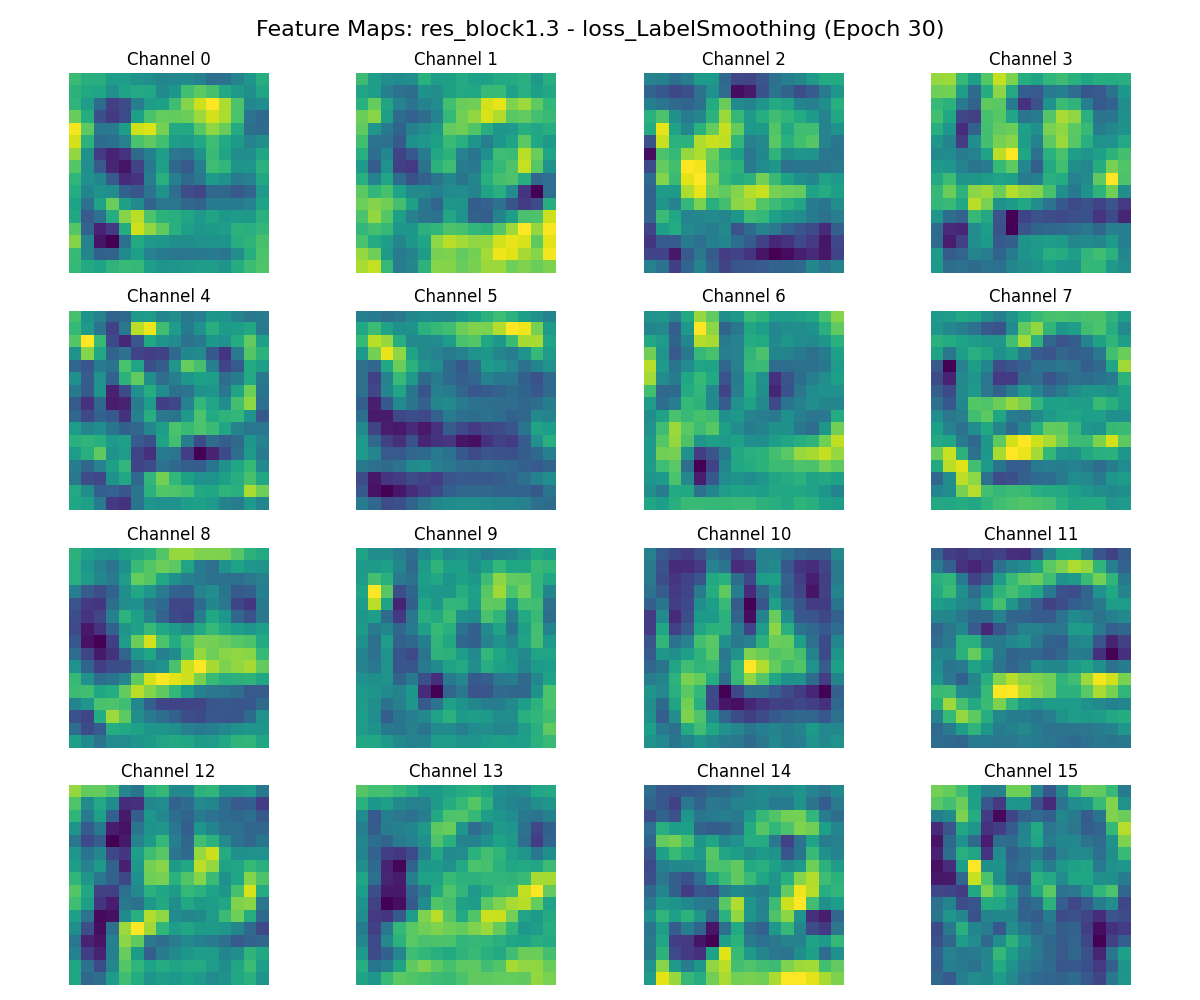 Feature Maps: res_block1.3 - loss_LabelSmoothing (Epoch 30)
Channel 0
Channel 1
Channel 2
Channel 3
Channel 4
Channel 5
Channel 6
Channel 7
Channel 8
Channel 9
Channel 10
Channel 11
Channel 12
Channel 13
Channel 14
Channel 15